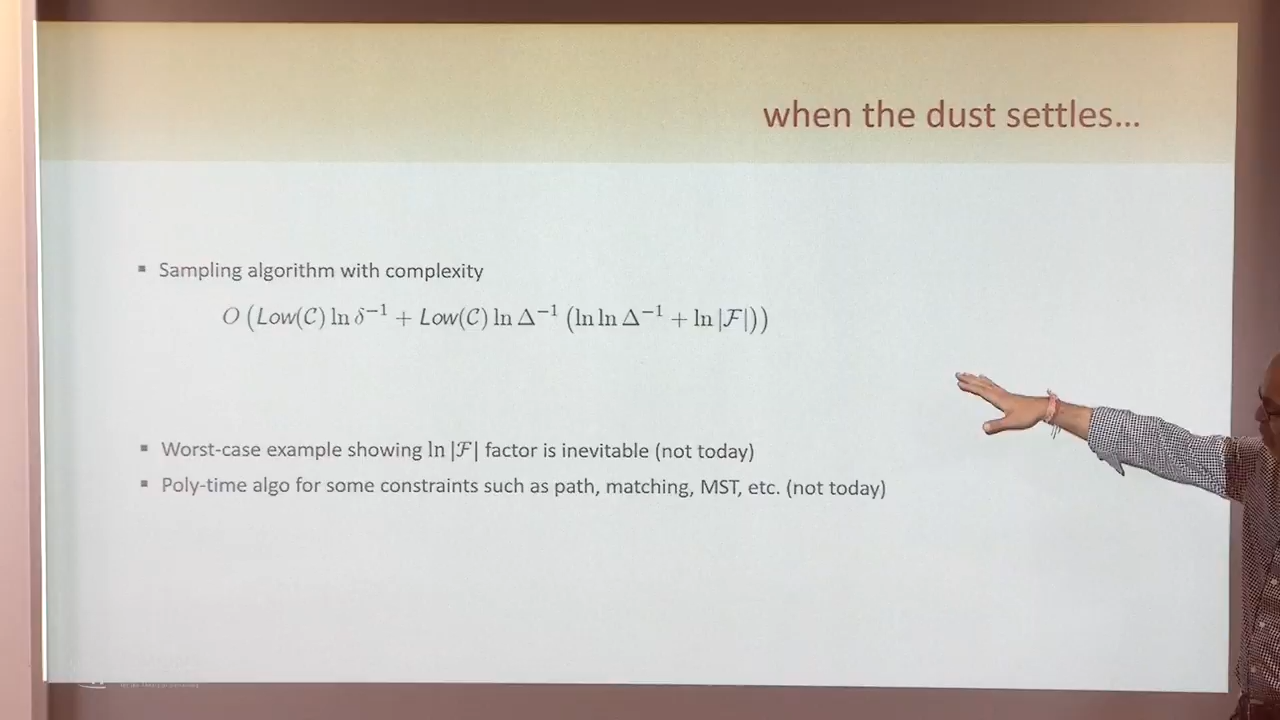 when the dust settles...
▪ Sampling algorithm with complexity
O (Low(𝒞) ln δ⁻¹ + Low(𝒞) ln Δ⁻¹ (ln ln Δ⁻¹ + ln |ℱ|))
▪ Worst-case example showing ln |ℱ| factor is inevitable (not today)
▪ Poly-time algo for some constraints such as path, matching, MST, etc. (not today)